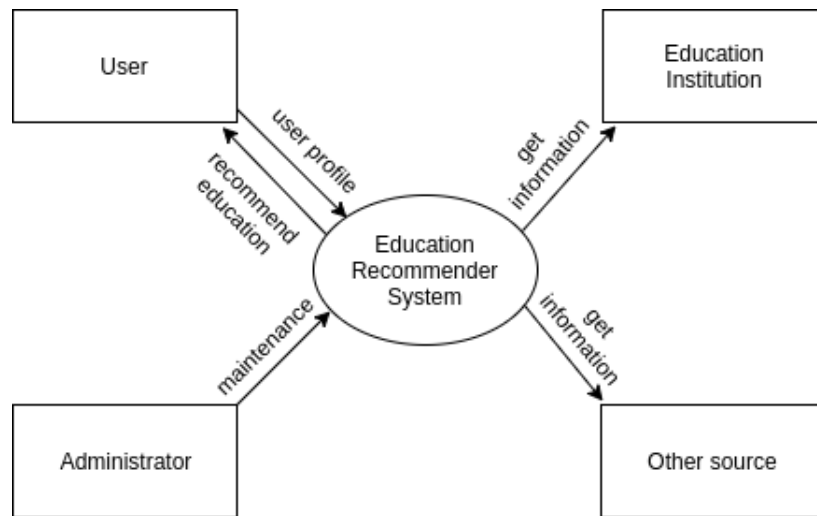 User
Education
Institution
user profile
recommend
education
get
information
Education
Recommender
System
maintenance
get
information
Administrator
Other source